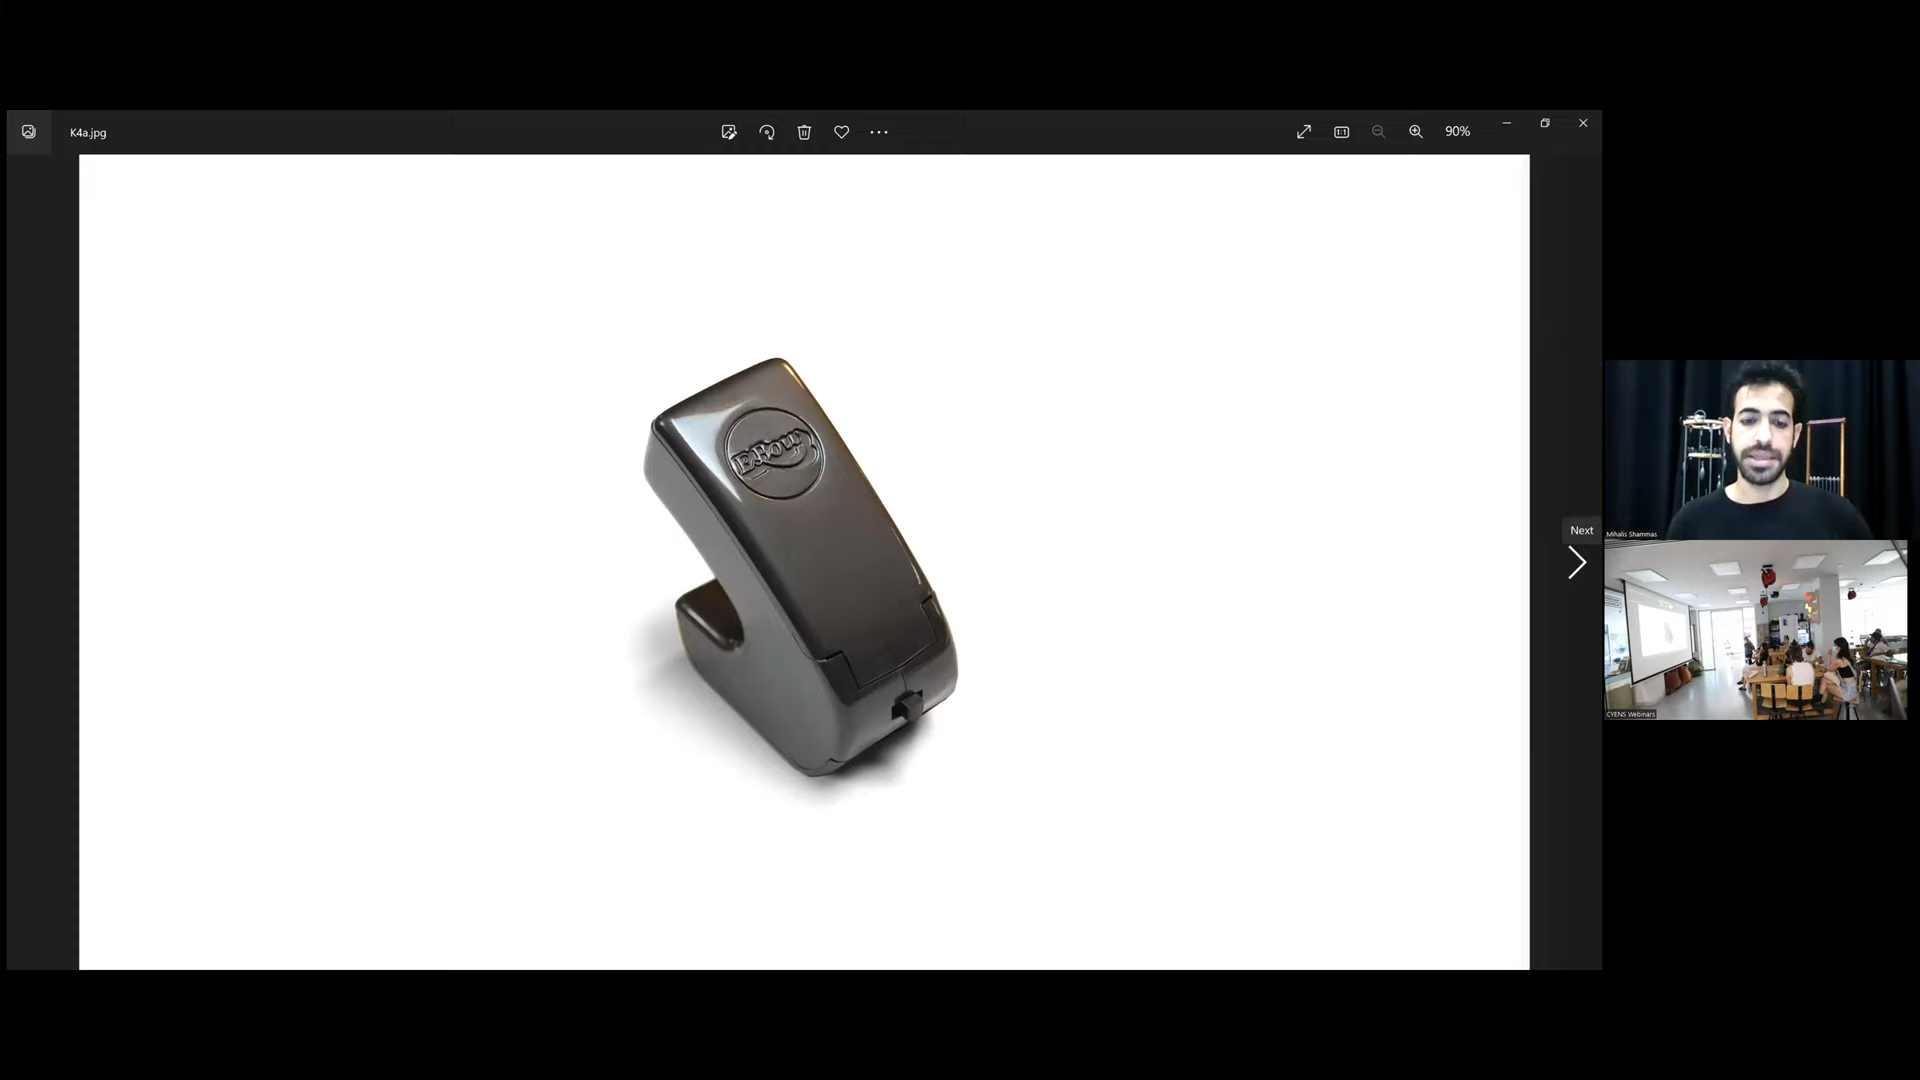 K4a.jpg
90%
EBow
Next
Mihalis Shammas
CYENS Webinars